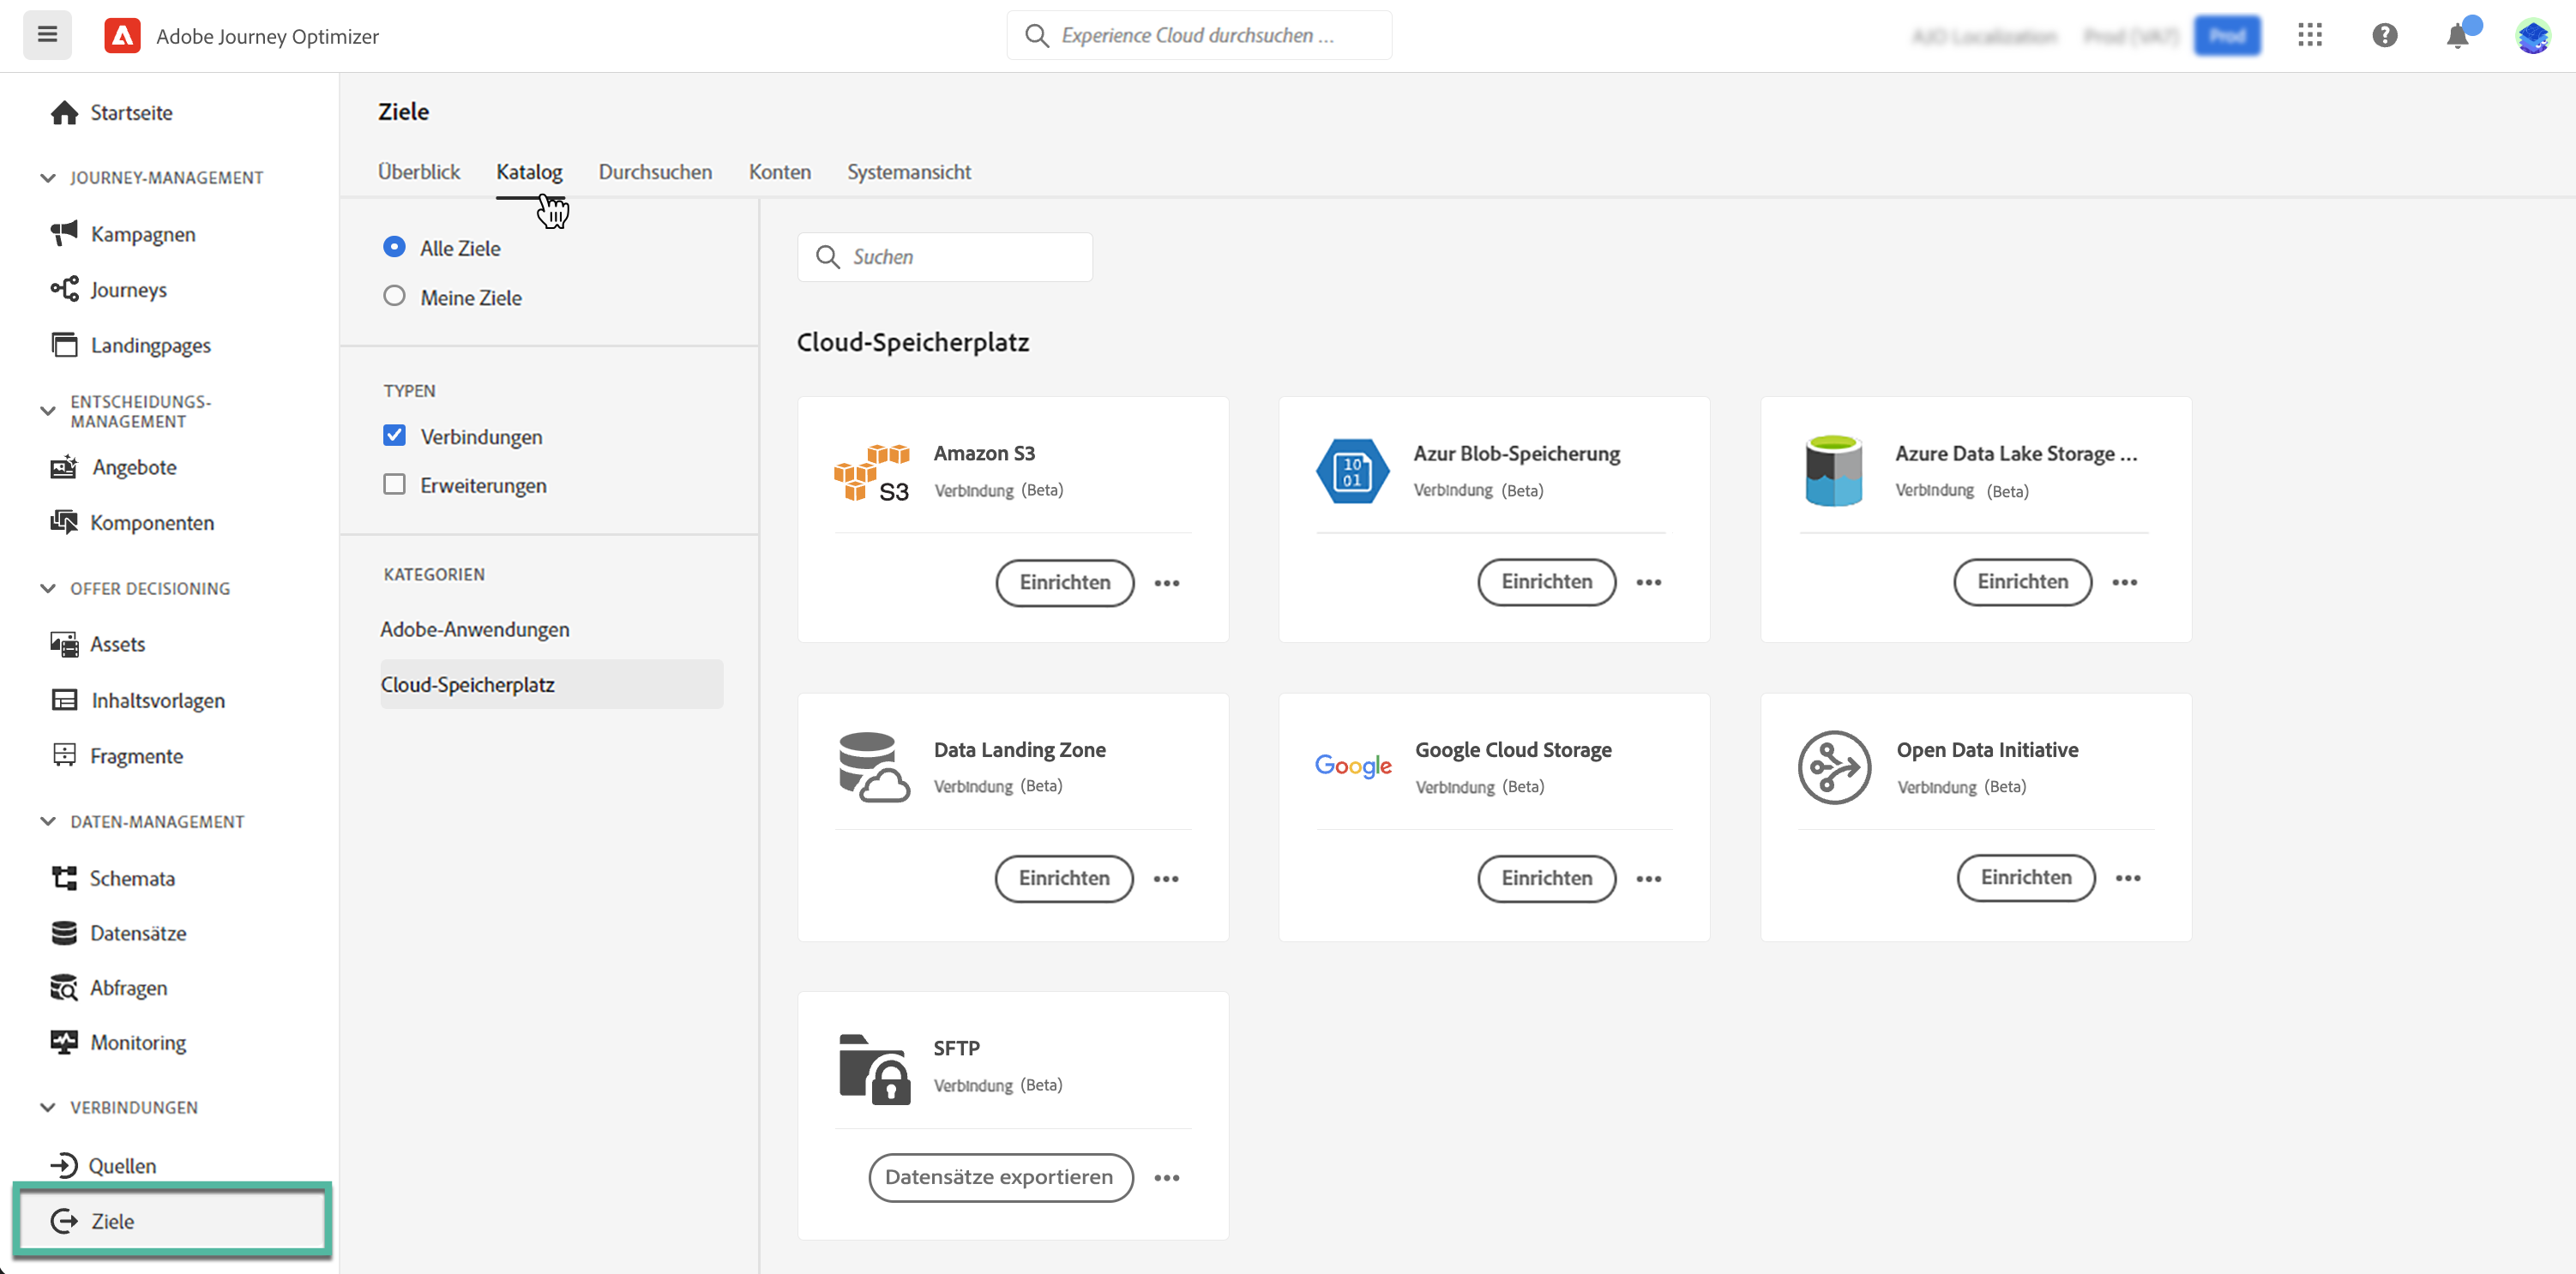 Adobe Journey Optimizer
Experience Cloud durchsuchen ...
Prod
Startseite
JOURNEY-MANAGEMENT
Kampagnen
Journeys
Landingpages
ENTSCHEIDUNGS-
MANAGEMENT
Angebote
Komponenten
OFFER DECISIONING
Assets
Inhaltsvorlagen
Fragmente
DATEN-MANAGEMENT
Schemata
Datensätze
Abfragen
Monitoring
VERBINDUNGEN
Quellen
Ziele
Ziele
Überblick Katalog Durchsuchen Konten Systemansicht
Alle Ziele
Meine Ziele
TYPEN
Verbindungen
Erweiterungen
KATEGORIEN
Adobe-Anwendungen
Cloud-Speicherplatz
Suchen
Cloud-Speicherplatz
S3
Amazon S3
Verbindung (Beta)
Einrichten
10
01
Azur Blob-Speicherung
Verbindung (Beta)
Einrichten
Azure Data Lake Storage ...
Verbindung (Beta)
Einrichten
Data Landing Zone
Verbindung (Beta)
Einrichten
Google
Google Cloud Storage
Verbindung (Beta)
Einrichten
Open Data Initiative
Verbindung (Beta)
Einrichten
SFTP
Verbindung (Beta)
Datensätze exportieren